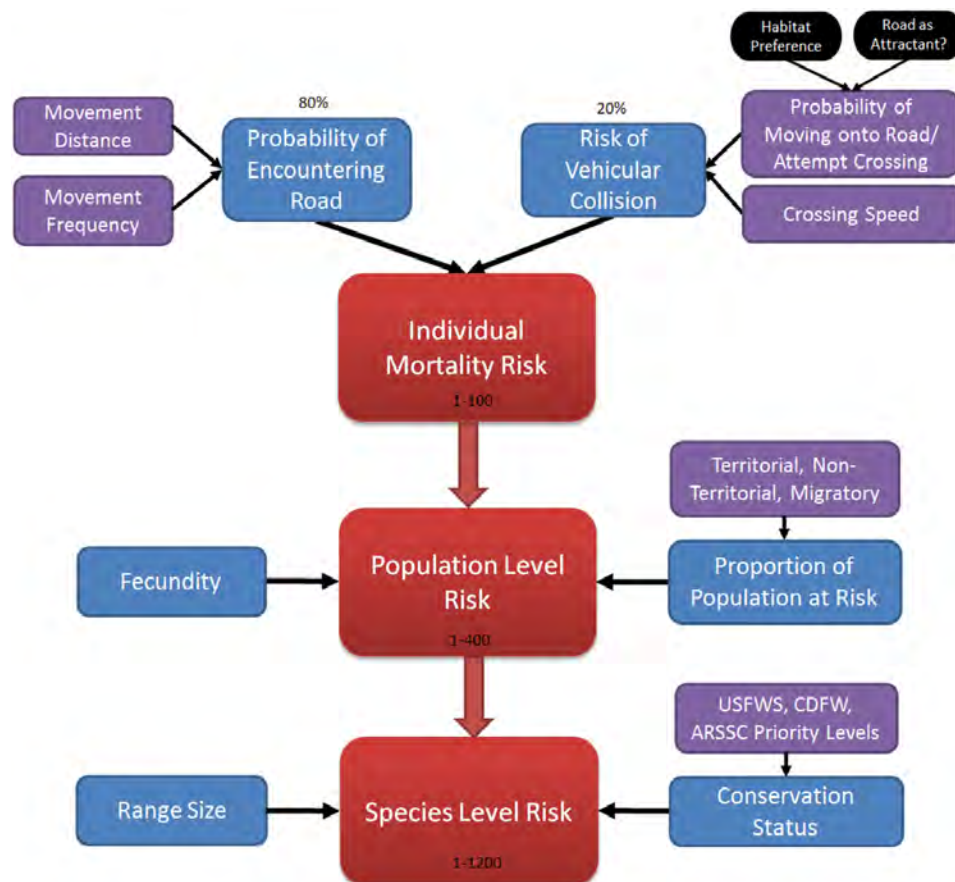 Habitat
Preference
Road as
Attractant?
80%
20%
Movement
Distance
Probability of
Encountering
Road
Risk of
Vehicular
Collision
Probability of
Moving onto Road/
Attempt Crossing
Movement
Frequency
Crossing Speed
Individual
Mortality Risk
1-100
Territorial, Non-
Territorial, Migratory
Fecundity
Population Level
Risk
1-400
Proportion of
Population at Risk
USFWS, CDFW,
ARSSC Priority Levels
Range Size
Species Level Risk
1-1200
Conservation
Status